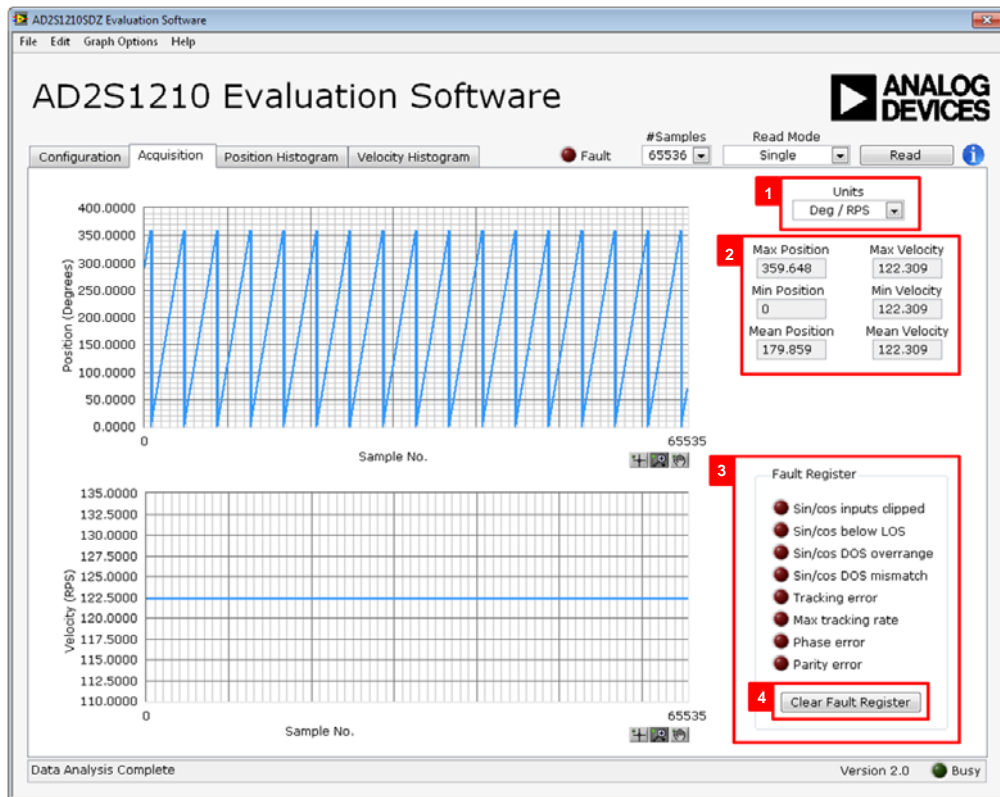 AD2S1210SDZ Evaluation Software
File Edit Graph Options Help
AD2S1210 Evaluation Software
ANALOG
DEVICES
Configuration Acquisition Position Histogram Velocity Histogram
Fault
#Samples
65536
Read Mode
Single
Read
i
1
Units
Deg / RPS
2
Max Position Max Velocity
359.648 122.309
Min Position Min Velocity
0 122.309
Mean Position Mean Velocity
179.859 122.309
Position (Degrees)
400.0000
350.0000
300.0000
250.0000
200.0000
150.0000
100.0000
50.0000
0.0000
0 65535
Sample No.
Velocity (RPS)
135.0000
132.5000
130.0000
127.5000
125.0000
122.5000
120.0000
117.5000
115.0000
112.5000
110.0000
0 65535
Sample No.
3
Fault Register
Sin/cos inputs clipped
Sin/cos below LOS
Sin/cos DOS overrange
Sin/cos DOS mismatch
Tracking error
Max tracking rate
Phase error
Parity error
4
Clear Fault Register
Data Analysis Complete
Version 2.0
Busy